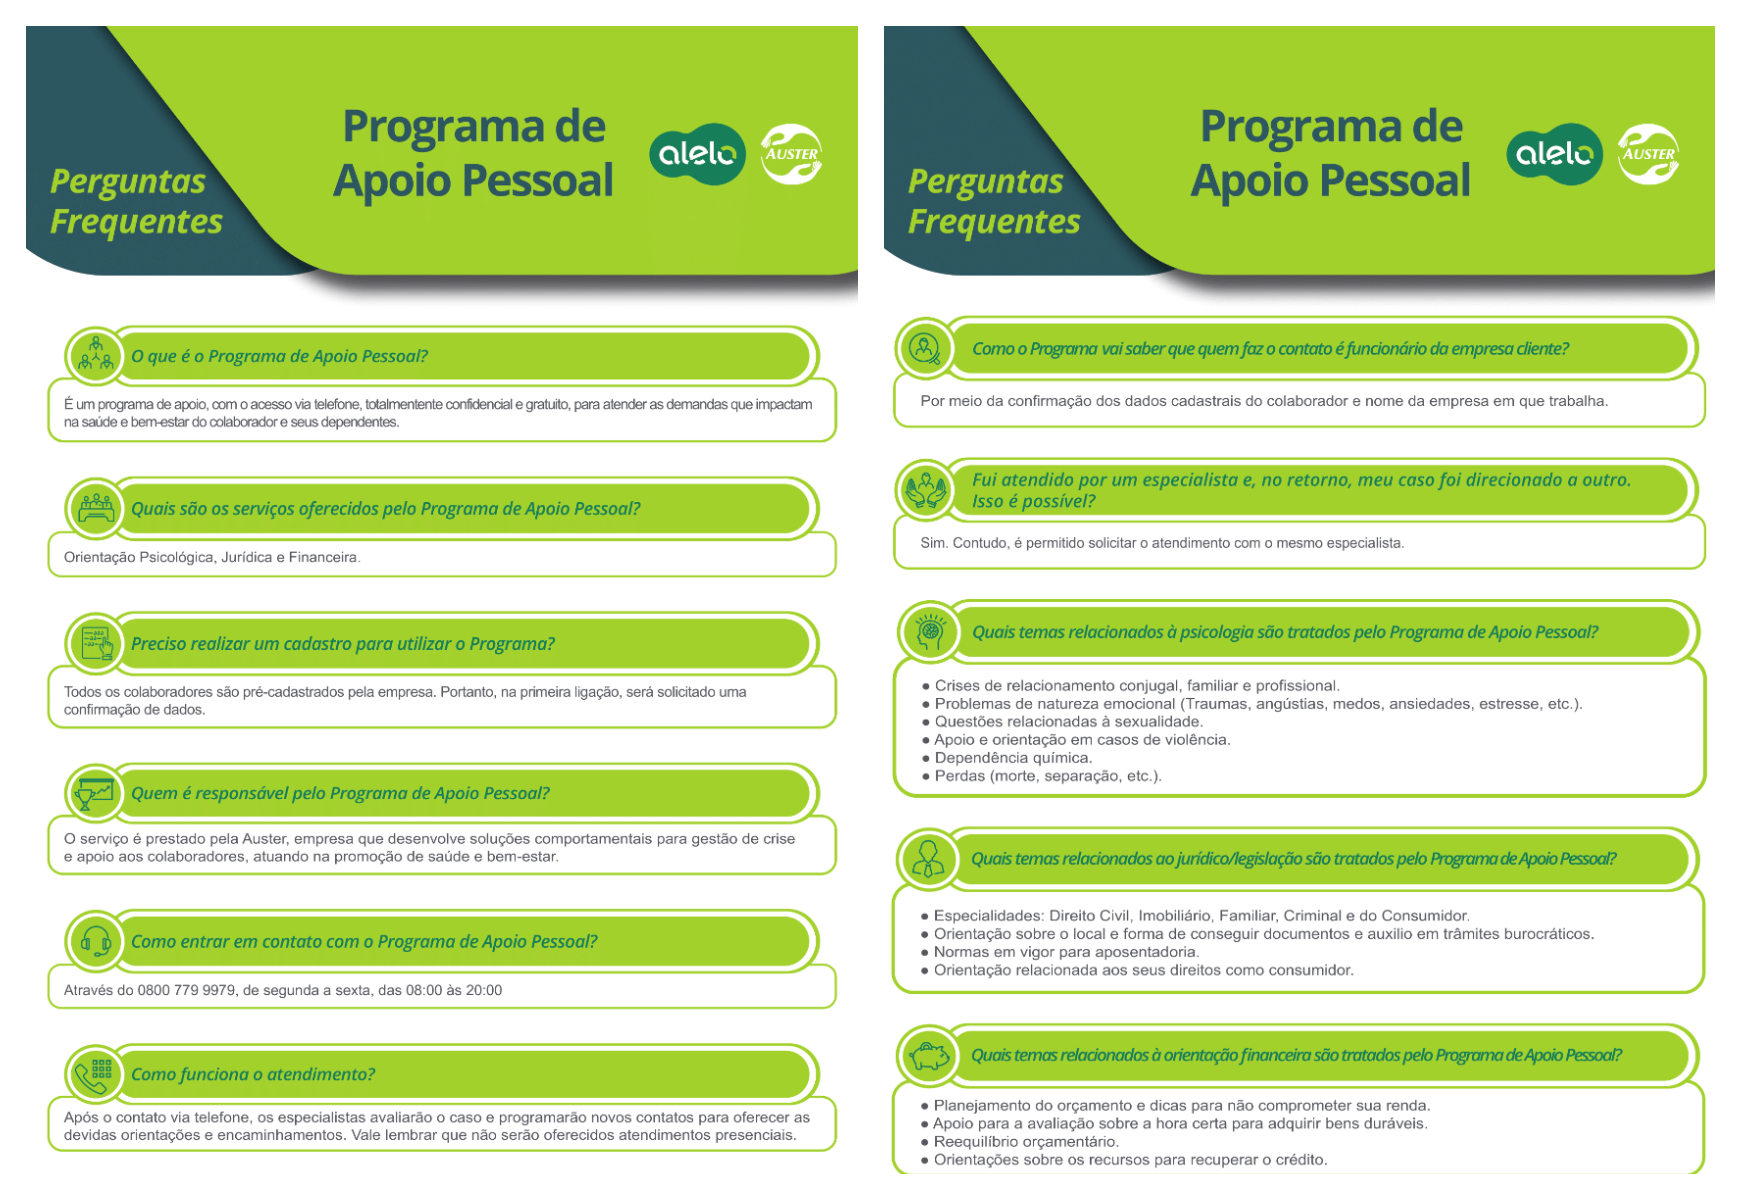 Perguntas
Frequentes
Programa de
Apoio Pessoal
alelo
AUSTER
O que é o Programa de Apoio Pessoal?
É um programa de apoio, com o acesso via telefone, totalmentente confidencial e gratuito, para atender as demandas que impactam
na saúde e bem-estar do colaborador e seus dependentes.
Quais são os serviços oferecidos pelo Programa de Apoio Pessoal?
Orientação Psicológica, Jurídica e Financeira.
Preciso realizar um cadastro para utilizar o Programa?
Todos os colaboradores são pré-cadastrados pela empresa. Portanto, na primeira ligação, será solicitado uma
confirmação de dados.
Quem é responsável pelo Programa de Apoio Pessoal?
O serviço é prestado pela Auster, empresa que desenvolve soluções comportamentais para gestão de crise
e apoio aos colaboradores, atuando na promoção de saúde e bem-estar.
Como entrar em contato com o Programa de Apoio Pessoal?
Através do 0800 779 9979, de segunda a sexta, das 08:00 às 20:00
Como funciona o atendimento?
Após o contato via telefone, os especialistas avaliarão o caso e programarão novos contatos para oferecer as
devidas orientações e encaminhamentos. Vale lembrar que não serão oferecidos atendimentos presenciais.
Perguntas
Frequentes
Programa de
Apoio Pessoal
alelo
AUSTER
Como o Programa vai saber que quem faz o contato é funcionário da empresa cliente?
Por meio da confirmação dos dados cadastrais do colaborador e nome da empresa em que trabalha.
Fui atendido por um especialista e, no retorno, meu caso foi direcionado a outro.
Isso é possível?
Sim. Contudo, é permitido solicitar o atendimento com o mesmo especialista.
Quais temas relacionados à psicologia são tratados pelo Programa de Apoio Pessoal?
● Crises de relacionamento conjugal, familiar e profissional.
● Problemas de natureza emocional (Traumas, angústias, medos, ansiedades, estresse, etc.).
● Questões relacionadas à sexualidade.
● Apoio e orientação em casos de violência.
● Dependência química.
● Perdas (morte, separação, etc.).
Quais temas relacionados ao jurídico/legislação são tratados pelo Programa de Apoio Pessoal?
● Especialidades: Direito Civil, Imobiliário, Familiar, Criminal e do Consumidor.
● Orientação sobre o local e forma de conseguir documentos e auxilio em trâmites burocráticos.
● Normas em vigor para aposentadoria.
● Orientação relacionada aos seus direitos como consumidor.
Quais temas relacionados à orientação financeira são tratados pelo Programa de Apoio Pessoal?
● Planejamento do orçamento e dicas para não comprometer sua renda.
● Apoio para a avaliação sobre a hora certa para adquirir bens duráveis.
● Reequilíbrio orçamentário.
● Orientações sobre os recursos para recuperar o crédito.